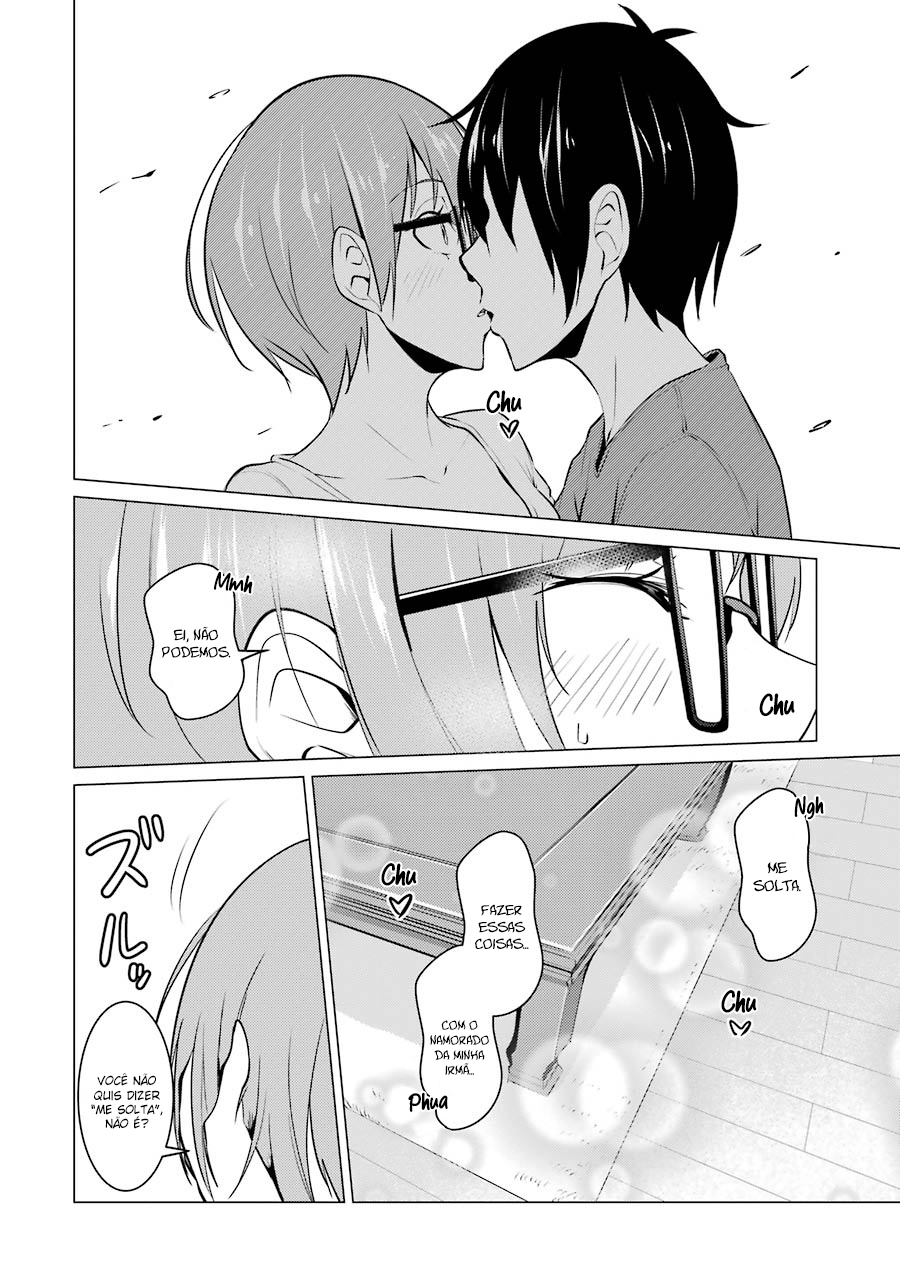 Chu
Mmh
EI, NÃO
PODEMOS.
Chu
Ngh
ME
SOLTA.
Chu
FAZER
ESSAS
COISAS...
Chu
COM O
NAMORADO
DA MINHA
IRMÃ...
Phua
ズルッ
VOCÊ NÃO
QUIS DIZER
"ME SOLTA",
NÃO É?